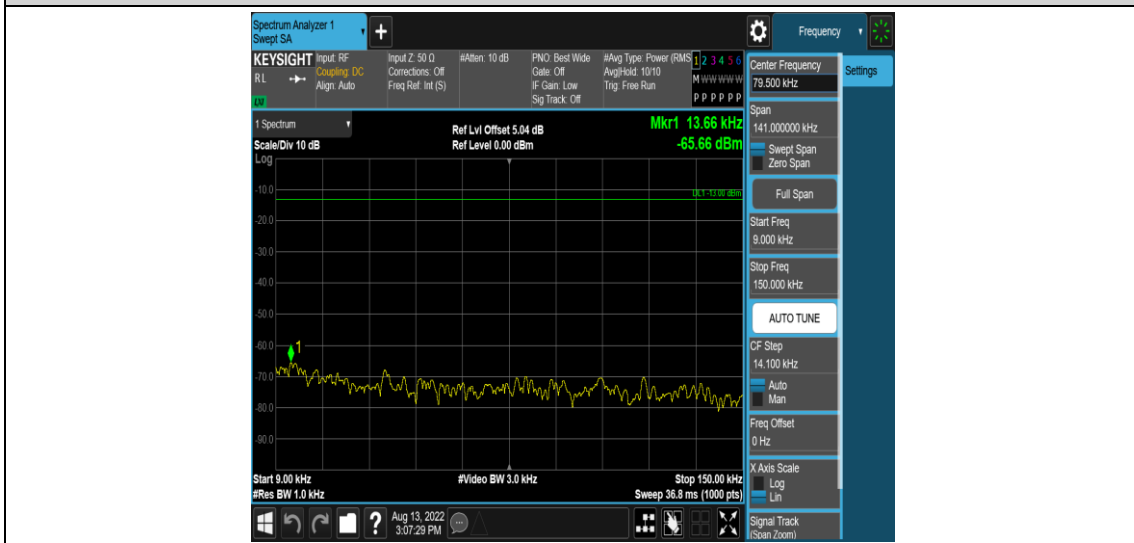 Spectrum Analyzer 1
Swept SA
+
Frequency
KEYSIGHT
RL
Input: RF
Coupling: DC
Align: Auto
Input Z: 50 Ω
Corrections: Off
Freq Ref: Int (S)
#Atten: 10 dB
PNO: Best Wide
Gate: Off
IF Gain: Low
Sig Track: Off
#Avg Type: Power (RMS
Avg|Hold: 10/10
Trig: Free Run
1 2 3 4 5 6
M W W W W W
P P P P P P
1 Spectrum
Scale/Div 10 dB
Ref Lvl Offset 5.04 dB
Ref Level 0.00 dBm
Mkr1 13.66 kHz
-65.66 dBm
Log
DL1 -13.00 dBm
-10.0
-20.0
-30.0
-40.0
-50.0
-60.0
-70.0
-80.0
-90.0
1
Start 9.00 kHz
#Res BW 1.0 kHz
#Video BW 3.0 kHz
Stop 150.00 kHz
Sweep 36.8 ms (1000 pts)
?
Aug 13, 2022
3:07:29 PM
Center Frequency
79.500 kHz
Settings
Span
141.000000 kHz
Swept Span
Zero Span
Full Span
Start Freq
9.000 kHz
Stop Freq
150.000 kHz
AUTO TUNE
CF Step
14.100 kHz
Auto
Man
Freq Offset
0 Hz
X Axis Scale
Log
Lin
Signal Track
(Span Zoom)